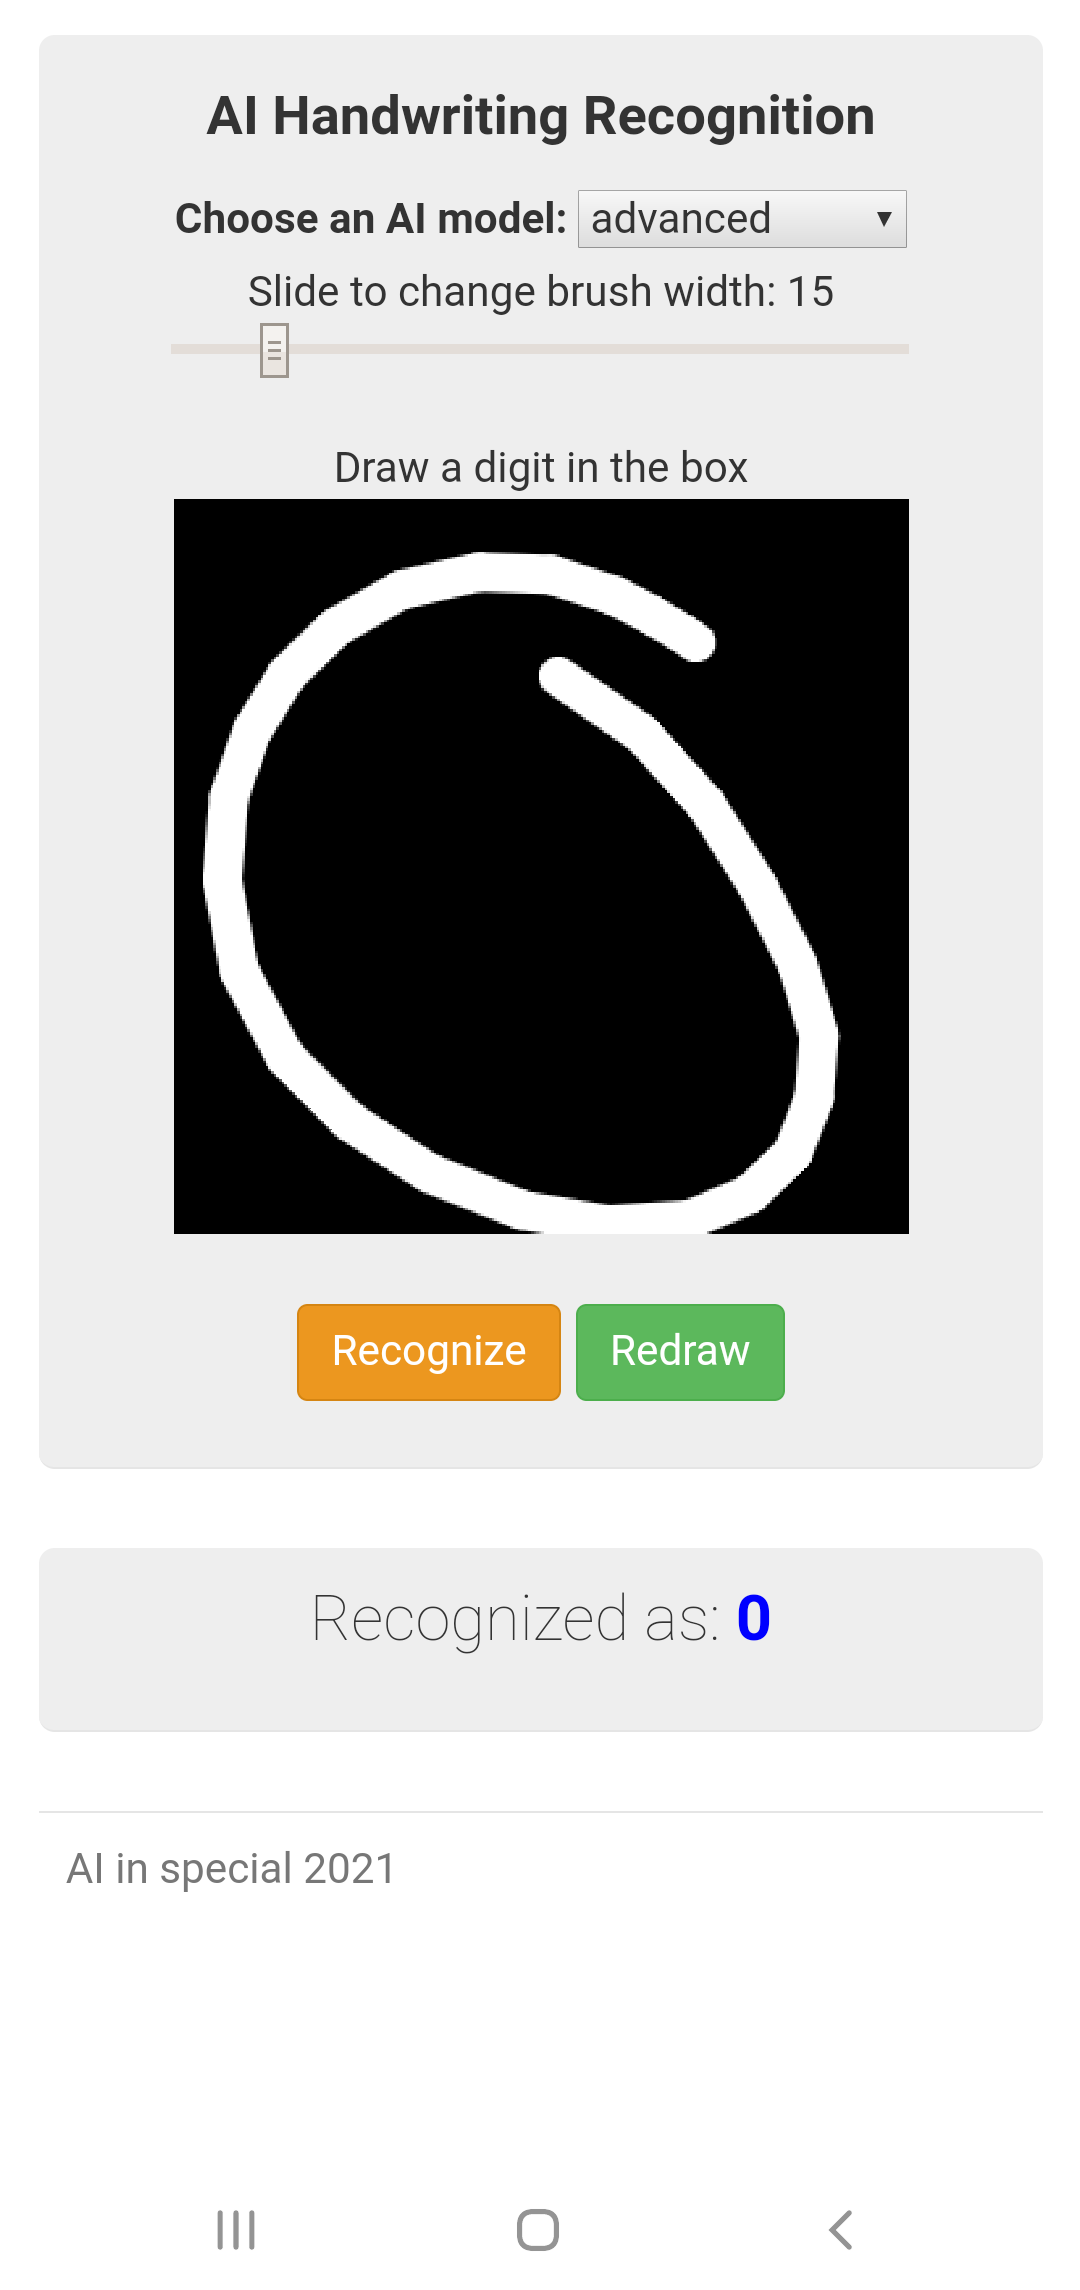 AI Handwriting Recognition
Choose an AI model: advanced
Slide to change brush width: 15
Draw a digit in the box
0
Recognize Redraw
Recognized as: 0
AI in special 2021